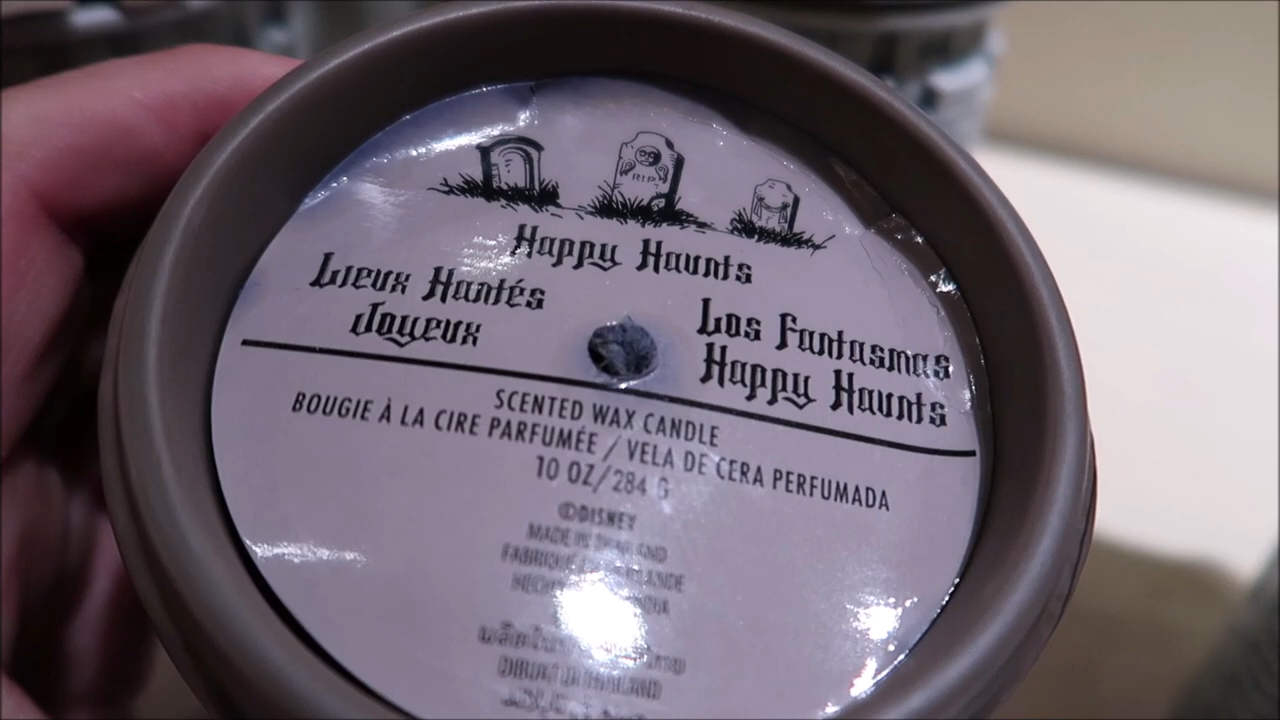 RIP
Happy Haunts
Lieux Hantés
Joyeux
Los Fantasmas
Happy Haunts
SCENTED WAX CANDLE
BOUGIE À LA CIRE PARFUMÉE / VELA DE CERA PERFUMADA
10 OZ/284 G
©DISNEY
MADE IN THAILAND